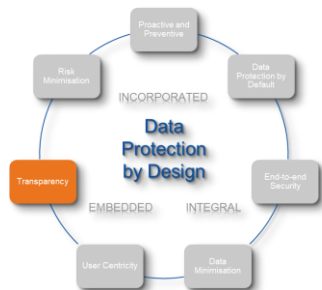 Proactive and
Preventive
Data
Protection by
Default
End-to-end
Security
Data
Minimisation
User Centricity
Transparency
Risk
Minimisation
INCORPORATED
Data
Protection
by Design
EMBEDDED
INTEGRAL